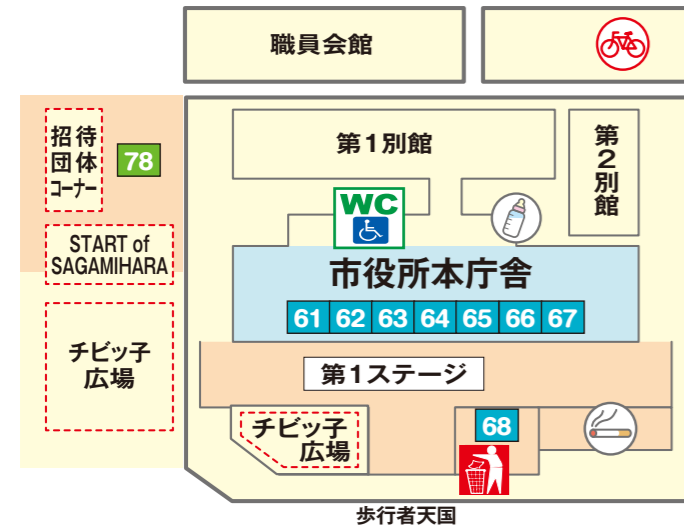 職員会館
招待
団体
コーナー
78
第1別館
第2別館
WC
START of
SAGAMIHARA
市役所本庁舎
61 62 63 64 65 66 67
チビッ子
広場
第1ステージ
チビッ子
広場
68
歩行者天国